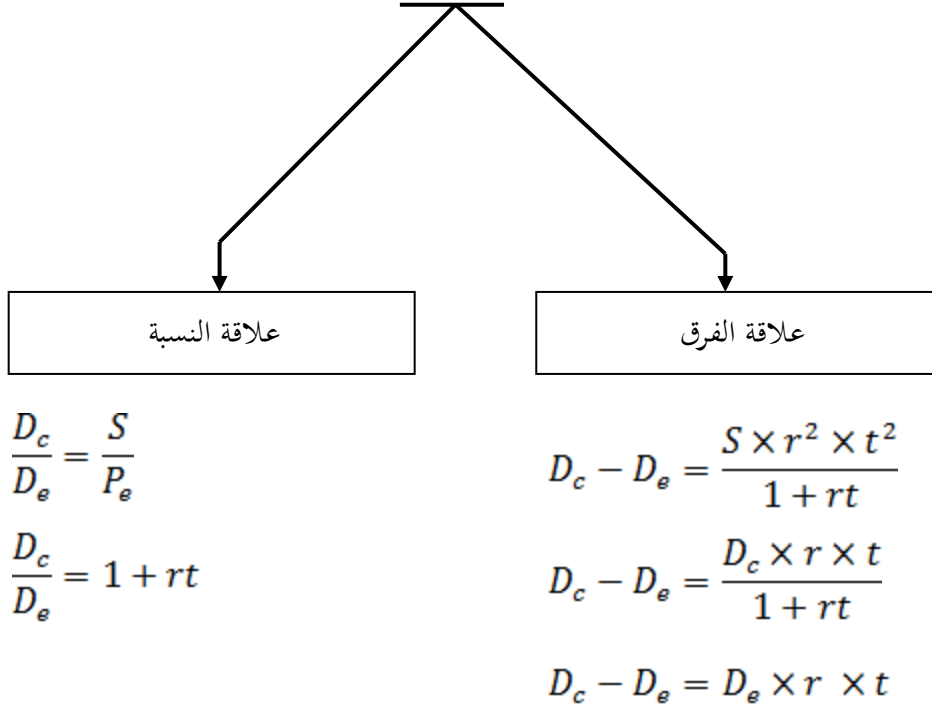 علاقة الفرق
علاقة النسبة
D_c − D_e = (S × r² × t²) / (1 + rt)
D_c − D_e = (D_c × r × t) / (1 + rt)
D_c − D_e = D_e × r × t
D_c / D_e = S / P_e
D_c / D_e = 1 + rt